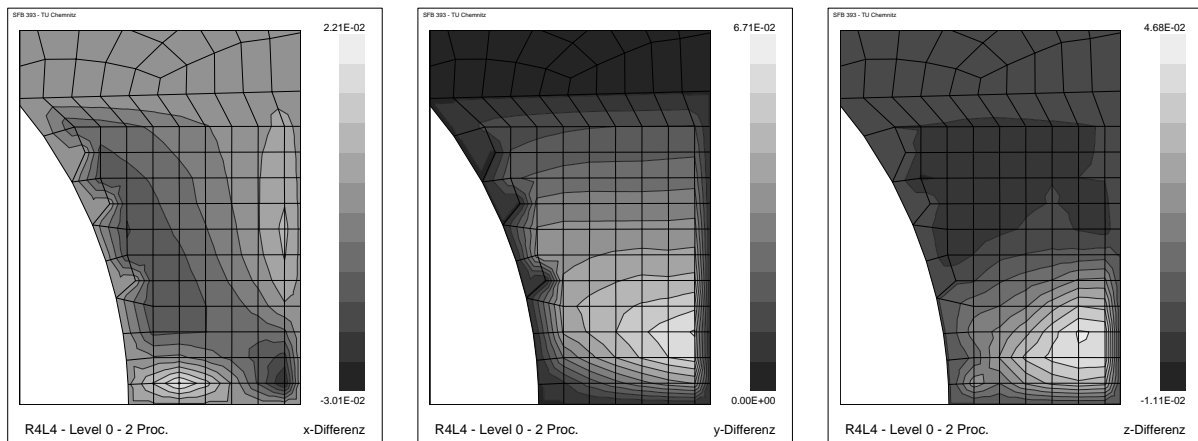 SFB 393 - TU Chemnitz
2.21E-02
-3.01E-02
R4L4 - Level 0 - 2 Proc.
x-Differenz
SFB 393 - TU Chemnitz
6.71E-02
0.00E+00
R4L4 - Level 0 - 2 Proc.
y-Differenz
SFB 393 - TU Chemnitz
4.68E-02
-1.11E-02
R4L4 - Level 0 - 2 Proc.
z-Differenz